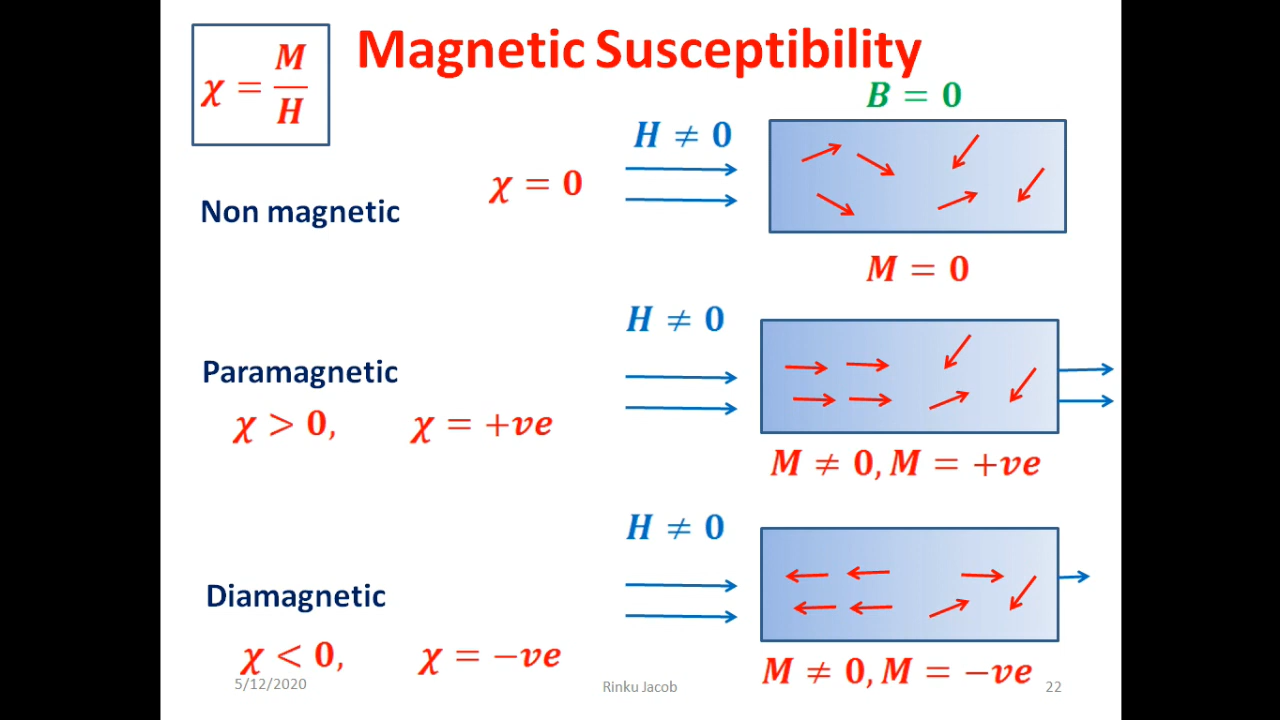 χ = M/H
Magnetic Susceptibility
B = 0
H ≠ 0
χ = 0
Non magnetic
M = 0
H ≠ 0
Paramagnetic
χ > 0, χ = +ve
M ≠ 0, M = +ve
H ≠ 0
Diamagnetic
χ < 0, χ = −ve
M ≠ 0, M = −ve
5/12/2020
Rinku Jacob
22